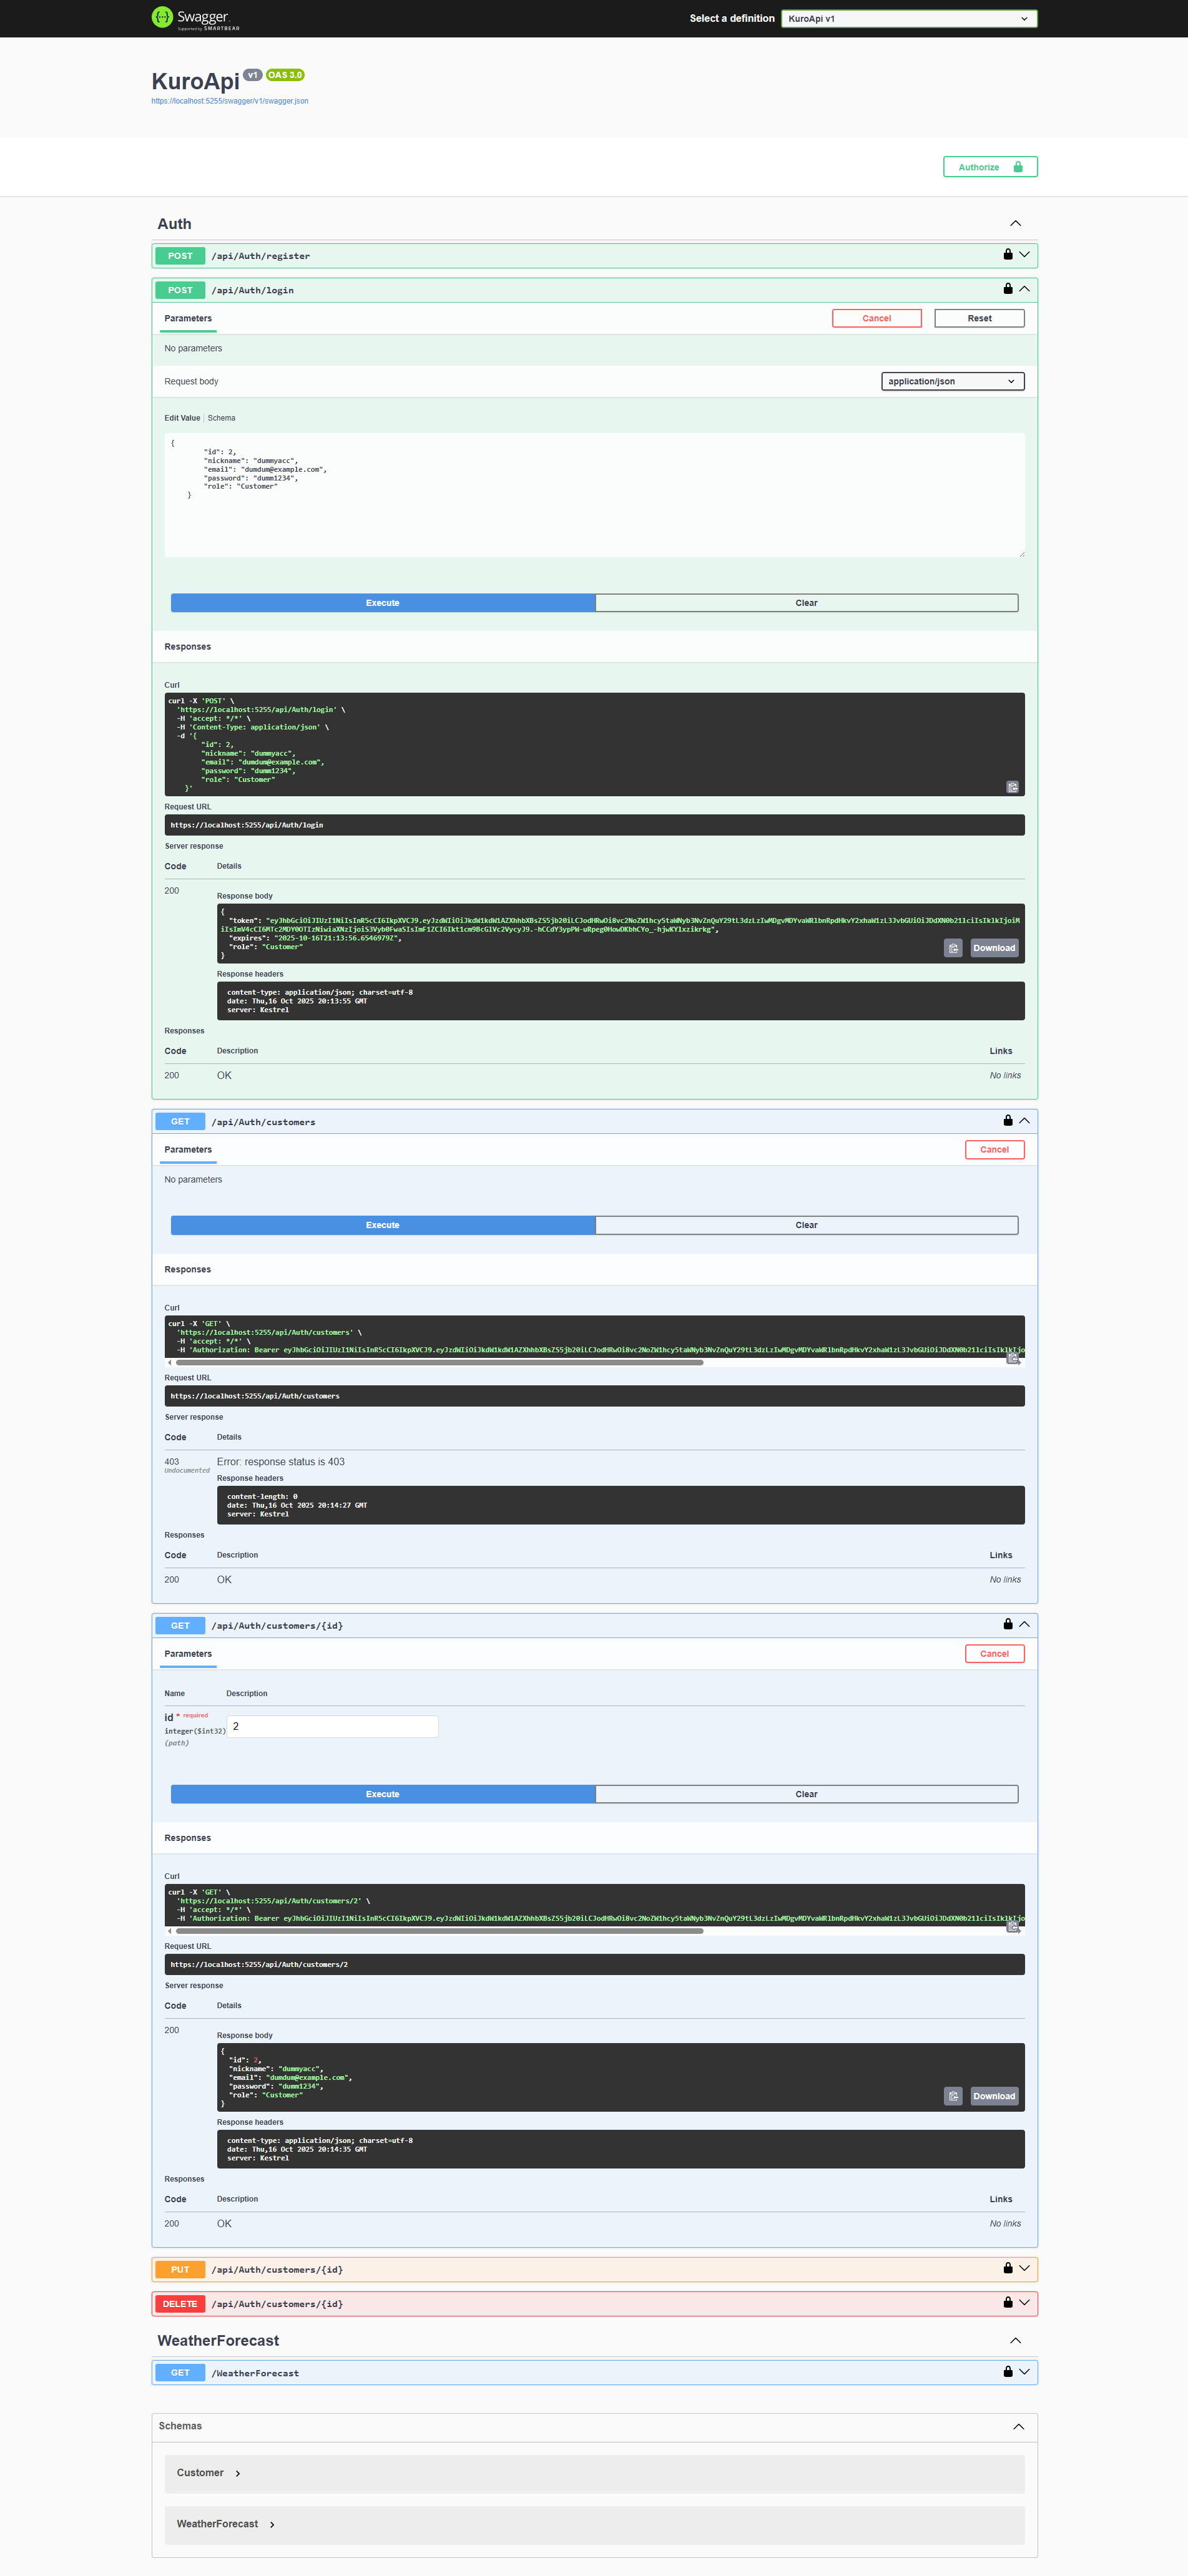 Swagger
Supported by SMARTBEAR
Select a definition
KuroApi v1
KuroApi v1 OAS 3.0
https://localhost:5255/swagger/v1/swagger.json
Authorize
Auth
POST /api/Auth/register
POST /api/Auth/login
Parameters
Cancel
Reset
No parameters
Request body
application/json
Edit Value | Schema
{
"id": 2,
"nickname": "dummyacc",
"email": "dumdum@example.com",
"password": "dumm1234",
"role": "Customer"
}
Execute
Clear
Responses
Curl
curl -X 'POST' \
'https://localhost:5255/api/Auth/login' \
-H 'accept: */*' \
-H 'Content-Type: application/json' \
-d '{
"id": 2,
"nickname": "dummyacc",
"email": "dumdum@example.com",
"password": "dumm1234",
"role": "Customer"
}'
Request URL
https://localhost:5255/api/Auth/login
Server response
Code Details
200
Response body
{
"token":
"expires": "2025-10-16T21:13:56.6546979Z",
"role": "Customer"
}
Download
Response headers
content-type: application/json; charset=utf-8
date: Thu,16 Oct 2025 20:13:55 GMT
server: Kestrel
Responses
Code Description Links
200 OK No links
GET /api/Auth/customers
Parameters
Cancel
No parameters
Execute
Clear
Responses
Curl
curl -X 'GET' \
'https://localhost:5255/api/Auth/customers' \
-H 'accept: */*' \
-H 'Authorization: Bearer
Request URL
https://localhost:5255/api/Auth/customers
Server response
Code Details
403 Error: response status is 403
Undocumented
Response headers
content-length: 0
date: Thu,16 Oct 2025 20:14:27 GMT
server: Kestrel
Responses
Code Description Links
200 OK No links
GET /api/Auth/customers/{id}
Parameters
Cancel
Name Description
id * required
integer($int32)
(path)
2
Execute
Clear
Responses
Curl
curl -X 'GET' \
'https://localhost:5255/api/Auth/customers/2' \
-H 'accept: */*' \
-H 'Authorization: Bearer
Request URL
https://localhost:5255/api/Auth/customers/2
Server response
Code Details
200
Response body
{
"id": 2,
"nickname": "dummyacc",
"email": "dumdum@example.com",
"password": "dumm1234",
"role": "Customer"
}
Download
Response headers
content-type: application/json; charset=utf-8
date: Thu,16 Oct 2025 20:14:35 GMT
server: Kestrel
Responses
Code Description Links
200 OK No links
PUT /api/Auth/customers/{id}
DELETE /api/Auth/customers/{id}
WeatherForecast
GET /WeatherForecast
Schemas
Customer
WeatherForecast